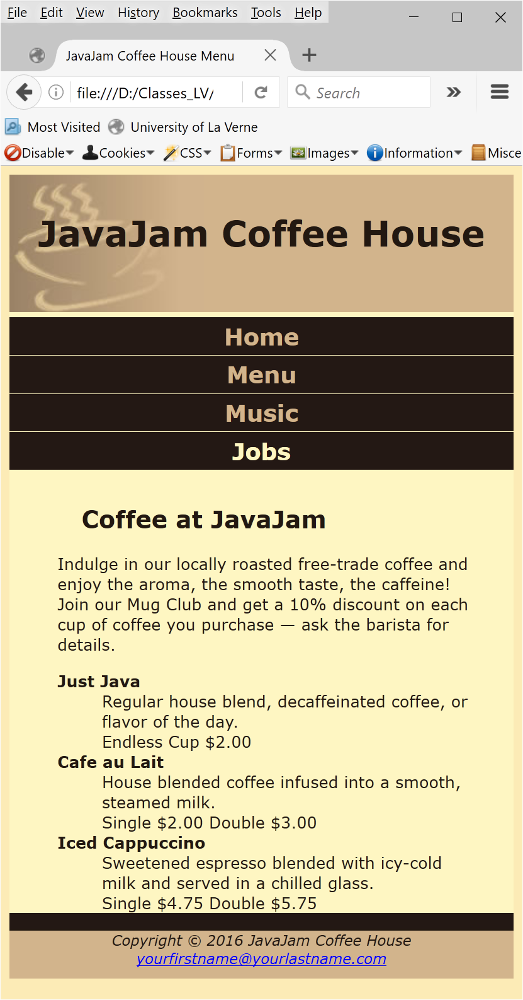 File Edit View History Bookmarks Tools Help
JavaJam Coffee House Menu
file:///D:/Classes_LV/
Search
Most Visited University of La Verne
Disable Cookies CSS Forms Images Information Misce
JavaJam Coffee House
Home
Menu
Music
Jobs
Coffee at JavaJam
Indulge in our locally roasted free-trade coffee and
enjoy the aroma, the smooth taste, the caffeine!
Join our Mug Club and get a 10% discount on each
cup of coffee you purchase — ask the barista for
details.
Just Java
Regular house blend, decaffeinated coffee, or
flavor of the day.
Endless Cup $2.00
Cafe au Lait
House blended coffee infused into a smooth,
steamed milk.
Single $2.00 Double $3.00
Iced Cappuccino
Sweetened espresso blended with icy-cold
milk and served in a chilled glass.
Single $4.75 Double $5.75
Copyright © 2016 JavaJam Coffee House
yourfirstname@yourlastname.com